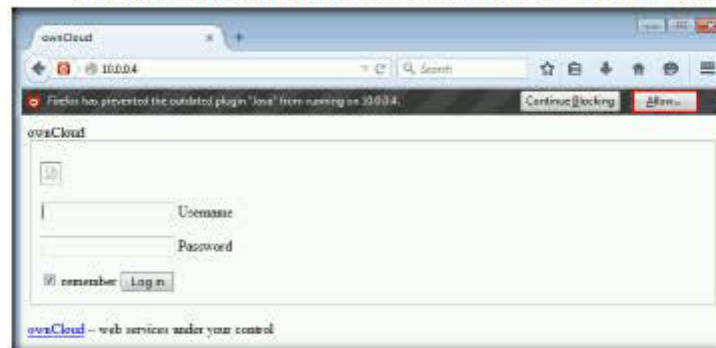 ownCloud
10.0.0.4
Search
Firefox has prevented the outdated plugin "Java" from running on 10.0.0.4.
Continue Blocking
Allow...
ownCloud
Username
Password
remember Log in
ownCloud – web services under your control